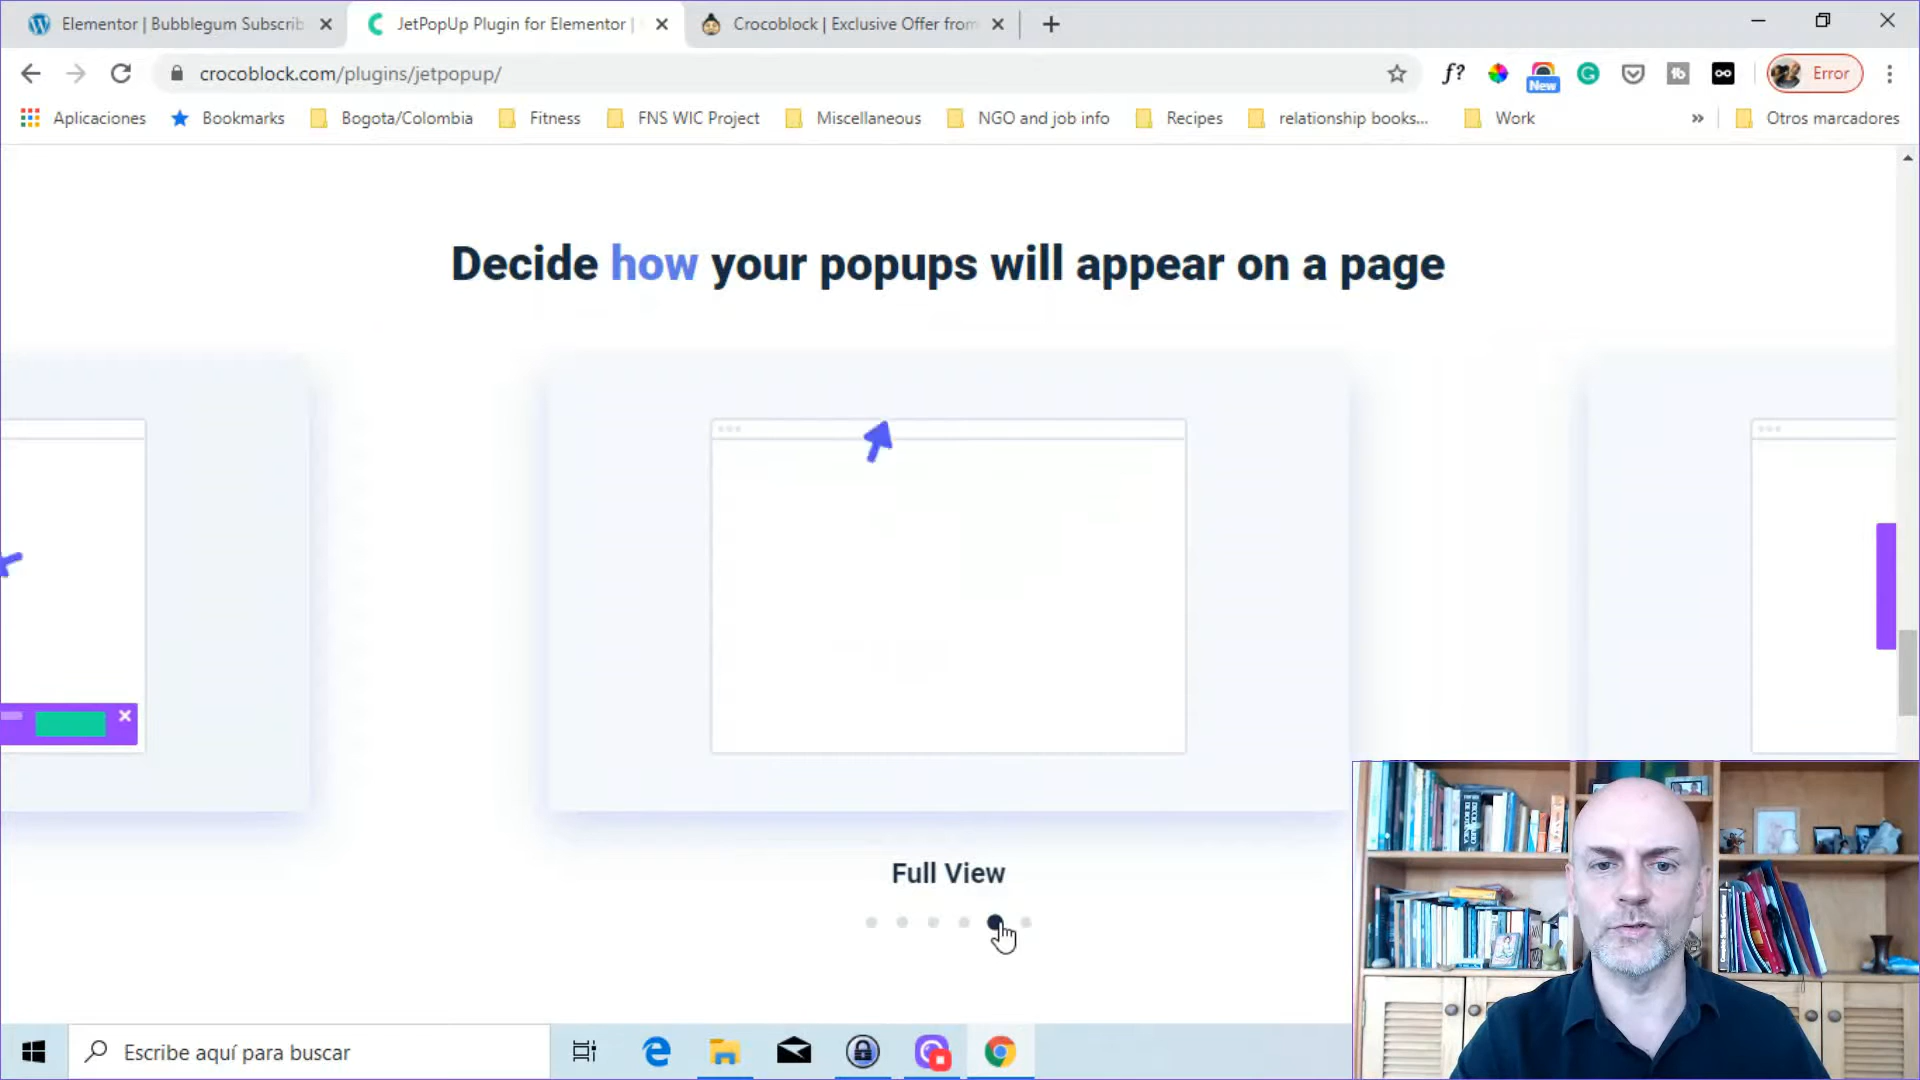 Elementor | Bubblegum Subscrib
JetPopUp Plugin for Elementor |
Crocoblock | Exclusive Offer from
crocoblock.com/plugins/jetpopup/
f?
New
Error
Aplicaciones
Bookmarks
Bogota/Colombia
Fitness
FNS WIC Project
Miscellaneous
NGO and job info
Recipes
relationship books...
Work
»
Otros marcadores
Decide how your popups will appear on a page
Full View
Escribe aquí para buscar